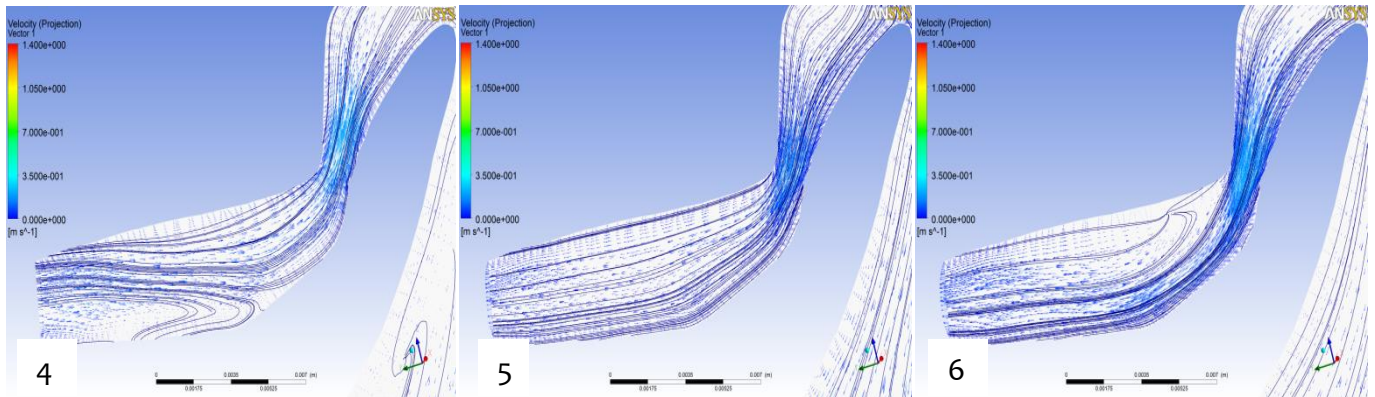 ANSYS
Velocity (Projection)
Vector 1
1.400e+000
1.050e+000
7.000e-001
3.500e-001
0.000e+000
[m s^-1]
0 0.0035 0.007 (m)
0.00175 0.00525
4
ANSYS
Velocity (Projection)
Vector 1
1.400e+000
1.050e+000
7.000e-001
3.500e-001
0.000e+000
[m s^-1]
0 0.0035 0.007 (m)
0.00175 0.00525
5
ANSYS
Velocity (Projection)
Vector 1
1.400e+000
1.050e+000
7.000e-001
3.500e-001
0.000e+000
[m s^-1]
0 0.0035 0.007 (m)
0.00175 0.00525
6